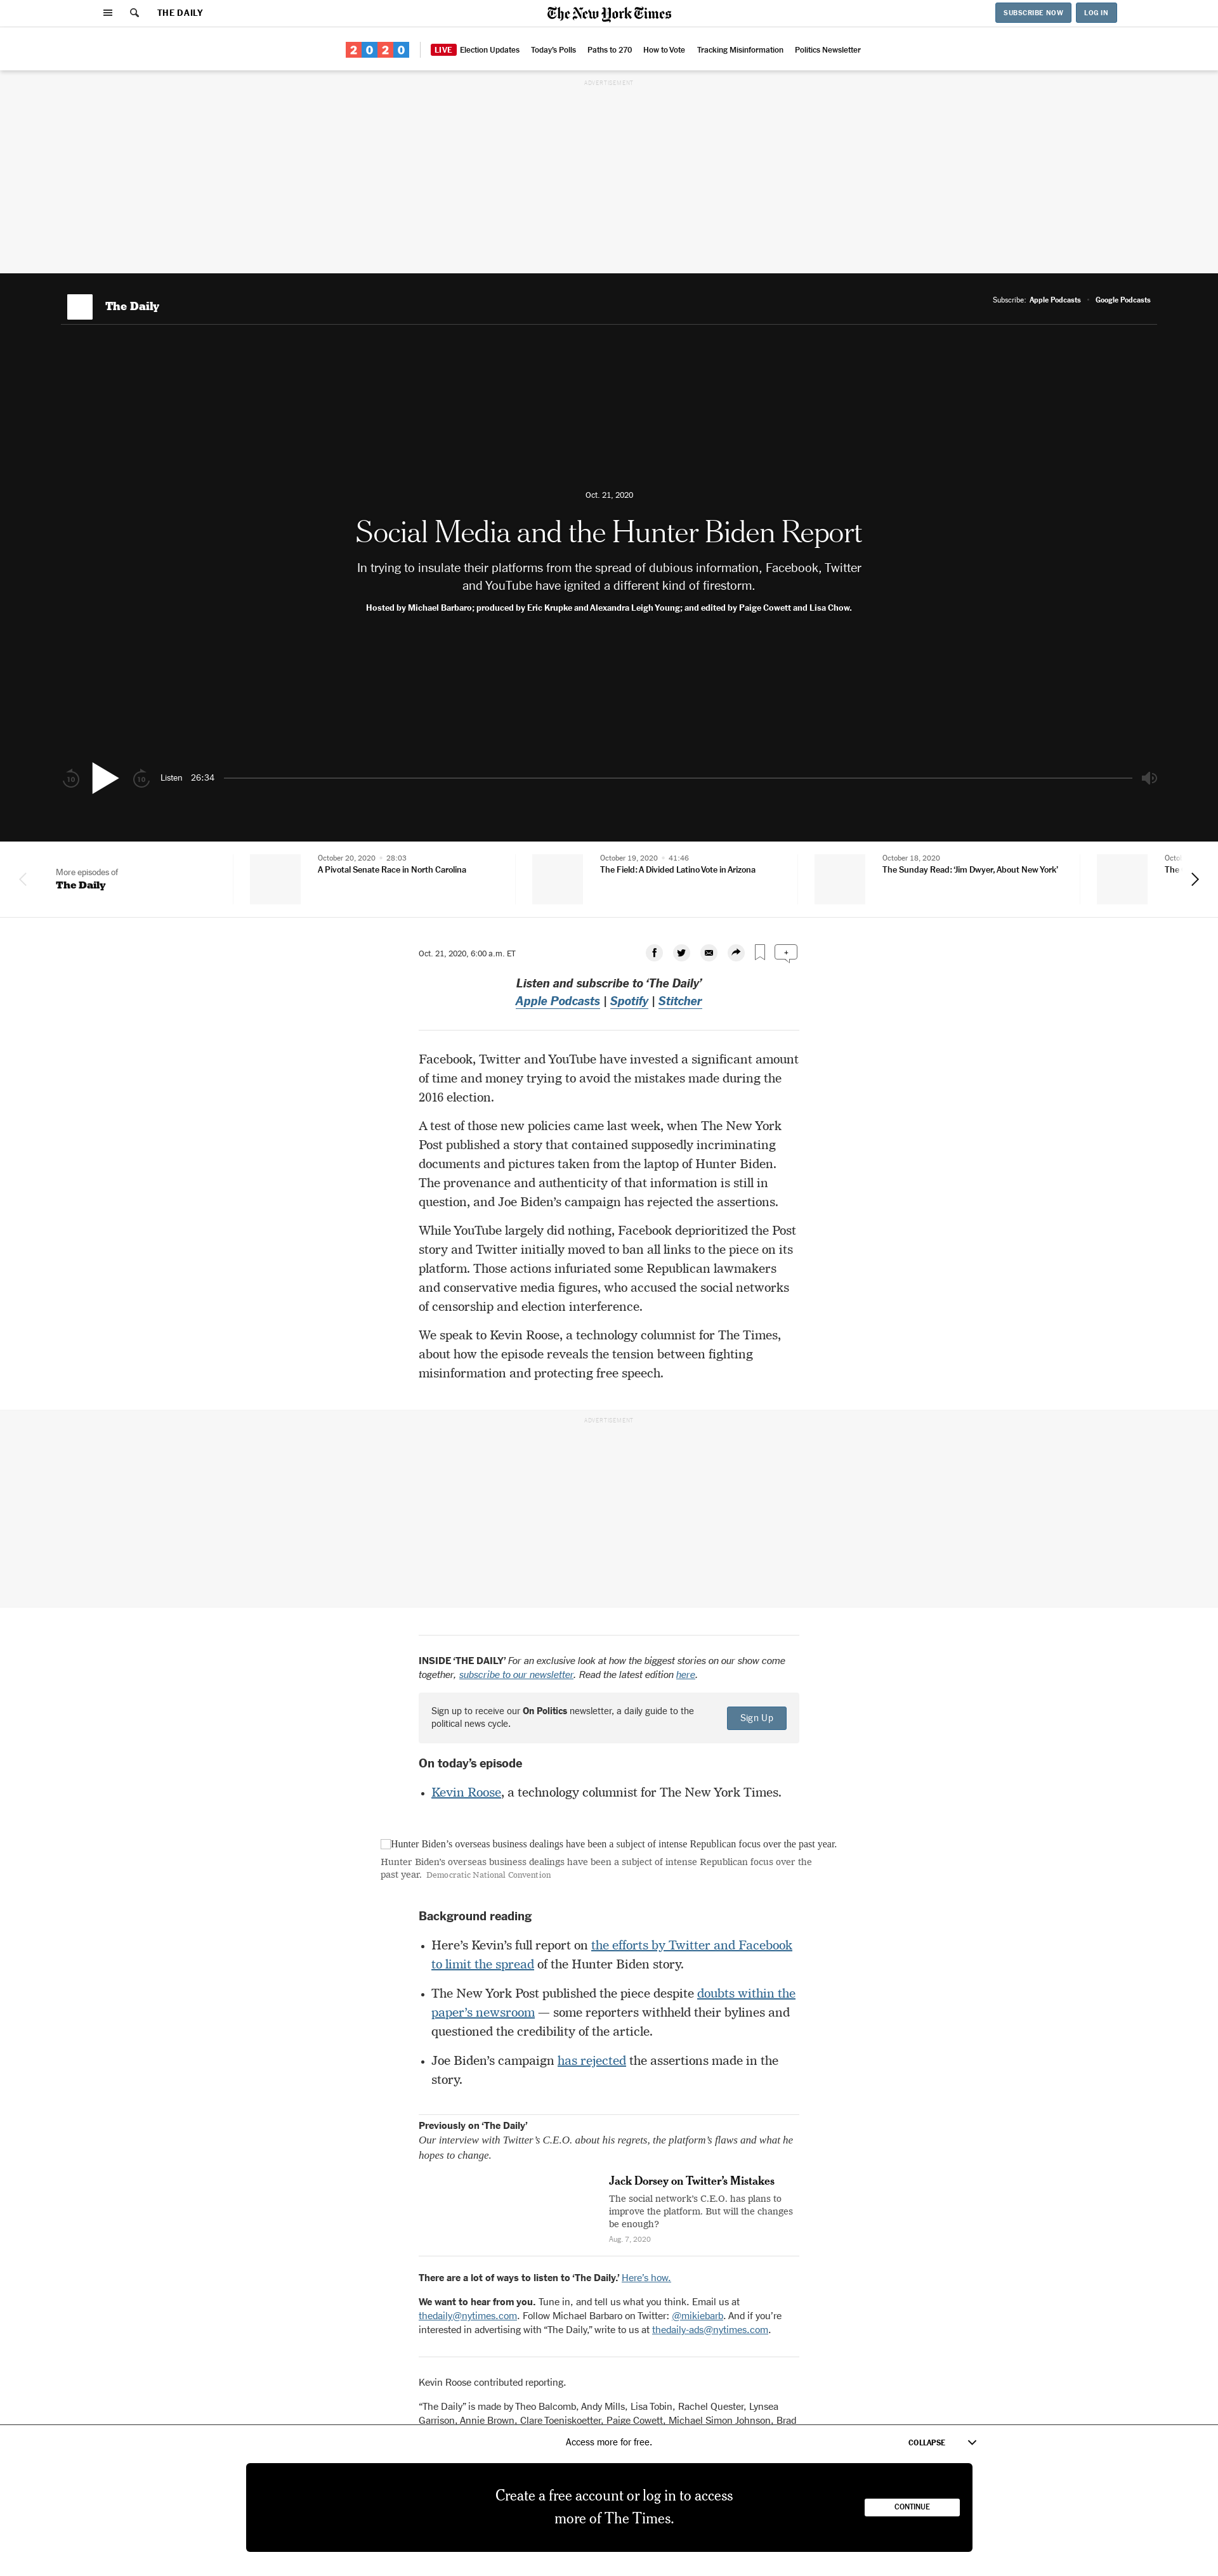 THE DAILY
The New York Times
SUBSCRIBE NOW
LOG IN
2020
LIVE Election Updates
Today's Polls
Paths to 270
How to Vote
Tracking Misinformation
Politics Newsletter
ADVERTISEMENT
The Daily
Subscribe: Apple Podcasts · Google Podcasts
Oct. 21, 2020
Social Media and the Hunter Biden Report
In trying to insulate their platforms from the spread of dubious information, Facebook, Twitter
and YouTube have ignited a different kind of firestorm.
Hosted by Michael Barbaro; produced by Eric Krupke and Alexandra Leigh Young; and edited by Paige Cowett and Lisa Chow.
10
10
Listen 26:34
More episodes of
The Daily
October 20, 2020 • 28:03
A Pivotal Senate Race in North Carolina
October 19, 2020 • 41:46
The Field: A Divided Latino Vote in Arizona
October 18, 2020
The Sunday Read: ‘Jim Dwyer, About New York’
The
Oct. 21, 2020, 6:00 a.m. ET
+
Listen and subscribe to ‘The Daily’
Apple Podcasts | Spotify | Stitcher
Facebook, Twitter and YouTube have invested a significant amount
of time and money trying to avoid the mistakes made during the
2016 election.
A test of those new policies came last week, when The New York
Post published a story that contained supposedly incriminating
documents and pictures taken from the laptop of Hunter Biden.
The provenance and authenticity of that information is still in
question, and Joe Biden’s campaign has rejected the assertions.
While YouTube largely did nothing, Facebook deprioritized the Post
story and Twitter initially moved to ban all links to the piece on its
platform. Those actions infuriated some Republican lawmakers
and conservative media figures, who accused the social networks
of censorship and election interference.
We speak to Kevin Roose, a technology columnist for The Times,
about how the episode reveals the tension between fighting
misinformation and protecting free speech.
ADVERTISEMENT
INSIDE ‘THE DAILY’ For an exclusive look at how the biggest stories on our show come
together, subscribe to our newsletter. Read the latest edition here.
Sign up to receive our On Politics newsletter, a daily guide to the
political news cycle.
Sign Up
On today’s episode
• Kevin Roose, a technology columnist for The New York Times.
Hunter Biden’s overseas business dealings have been a subject of intense Republican focus over the past year.
Hunter Biden’s overseas business dealings have been a subject of intense Republican focus over the
past year. Democratic National Convention
Background reading
• Here’s Kevin’s full report on the efforts by Twitter and Facebook
to limit the spread of the Hunter Biden story.
• The New York Post published the piece despite doubts within the
paper’s newsroom — some reporters withheld their bylines and
questioned the credibility of the article.
• Joe Biden’s campaign has rejected the assertions made in the
story.
Previously on ‘The Daily’
Our interview with Twitter’s C.E.O. about his regrets, the platform’s flaws and what he
hopes to change.
Jack Dorsey on Twitter’s Mistakes
The social network’s C.E.O. has plans to
improve the platform. But will the changes
be enough?
Aug. 7, 2020
There are a lot of ways to listen to ‘The Daily.’ Here’s how.
We want to hear from you. Tune in, and tell us what you think. Email us at
thedaily@nytimes.com. Follow Michael Barbaro on Twitter: @mikiebarb. And if you’re
interested in advertising with “The Daily,” write to us at thedaily-ads@nytimes.com.
Kevin Roose contributed reporting.
“The Daily” is made by Theo Balcomb, Andy Mills, Lisa Tobin, Rachel Quester, Lynsea
Garrison, Annie Brown, Clare Toeniskoetter, Paige Cowett, Michael Simon Johnson, Brad
Access more for free.
COLLAPSE
Create a free account or log in to access
more of The Times.
CONTINUE